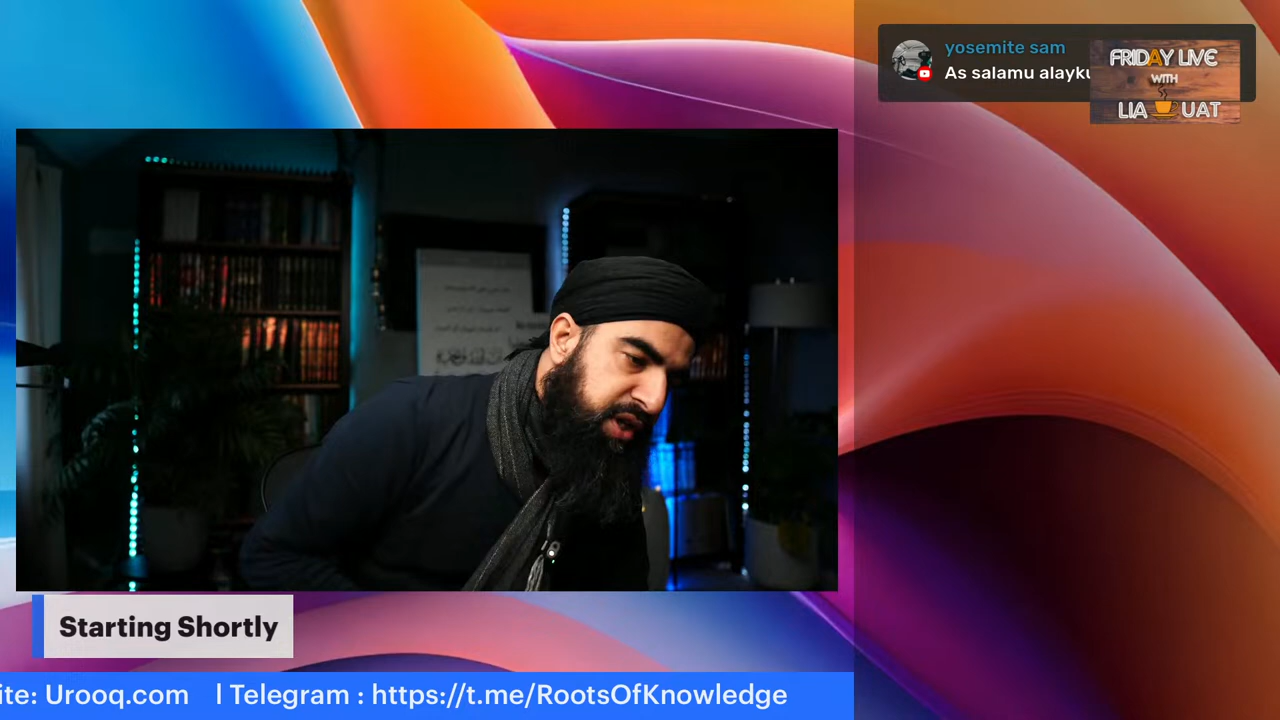 yosemite sam
As salamu alayku
FRIDAY LIVE
WITH
LIA UAT
Starting Shortly
ite: Urooq.com | Telegram : https://t.me/RootsOfKnowledge